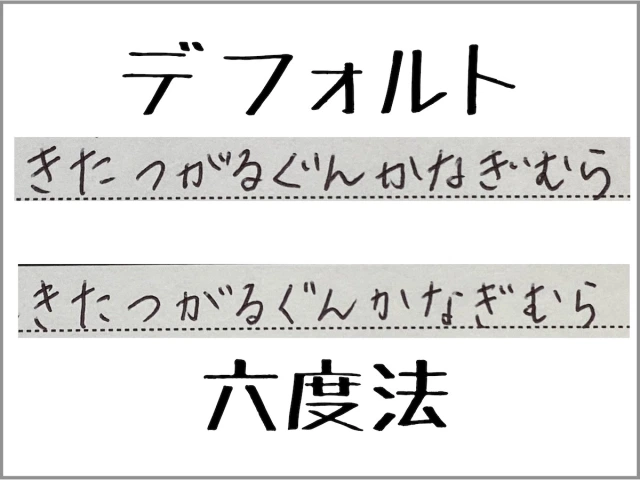 デフォルト
きたつがるぐんかなぎむら
きたつがるぐんかなぎむら
六度法